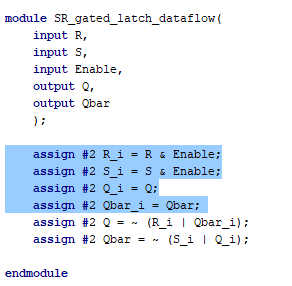 module SR_gated_latch_dataflow(
input R,
input S,
input Enable,
output Q,
output Qbar
);
assign #2 R_i = R & Enable;
assign #2 S_i = S & Enable;
assign #2 Q_i = Q;
assign #2 Qbar_i = Qbar;
assign #2 Q = ~ (R_i | Qbar_i);
assign #2 Qbar = ~ (S_i | Q_i);
endmodule